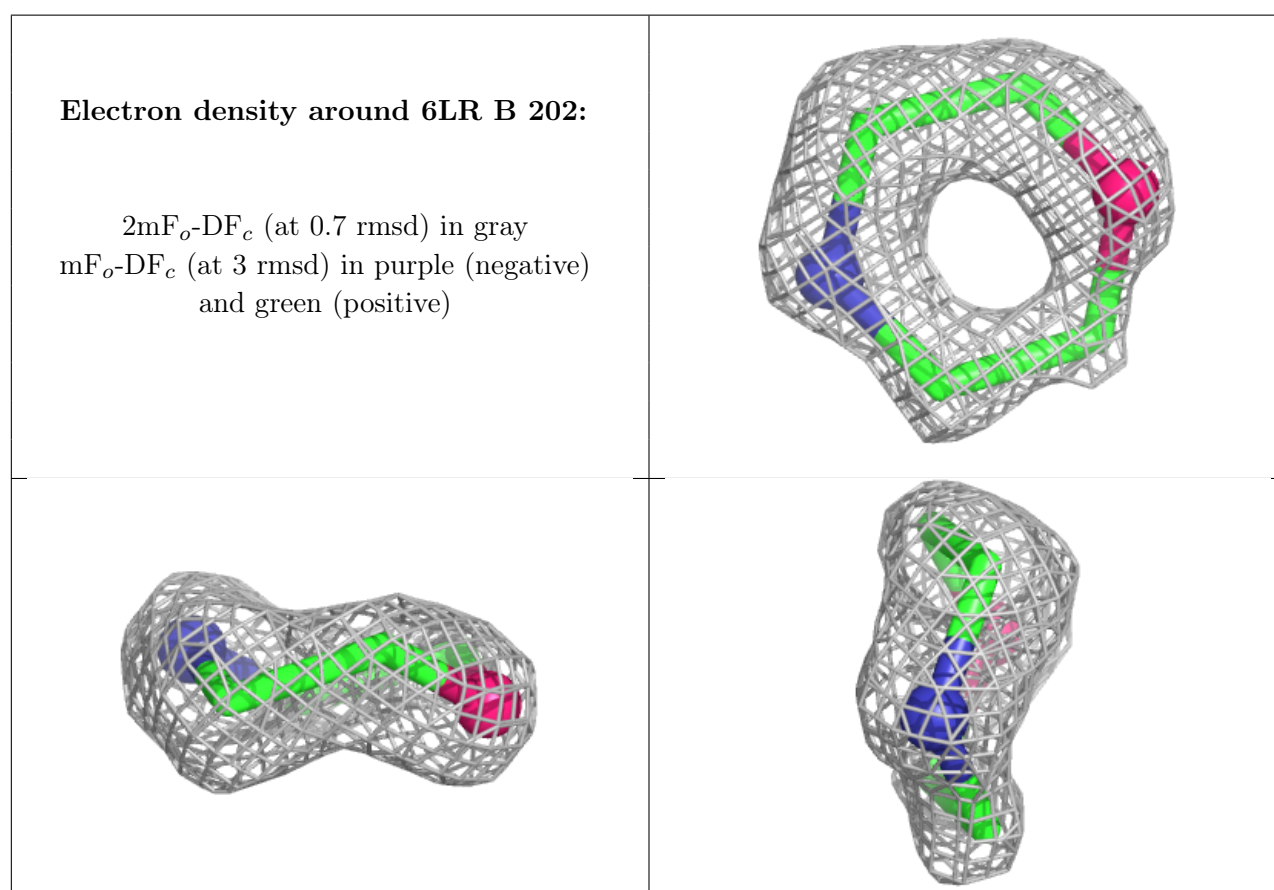 Electron density around 6LR B 202:
2mFo-DFc (at 0.7 rmsd) in gray
mFo-DFc (at 3 rmsd) in purple (negative)
and green (positive)